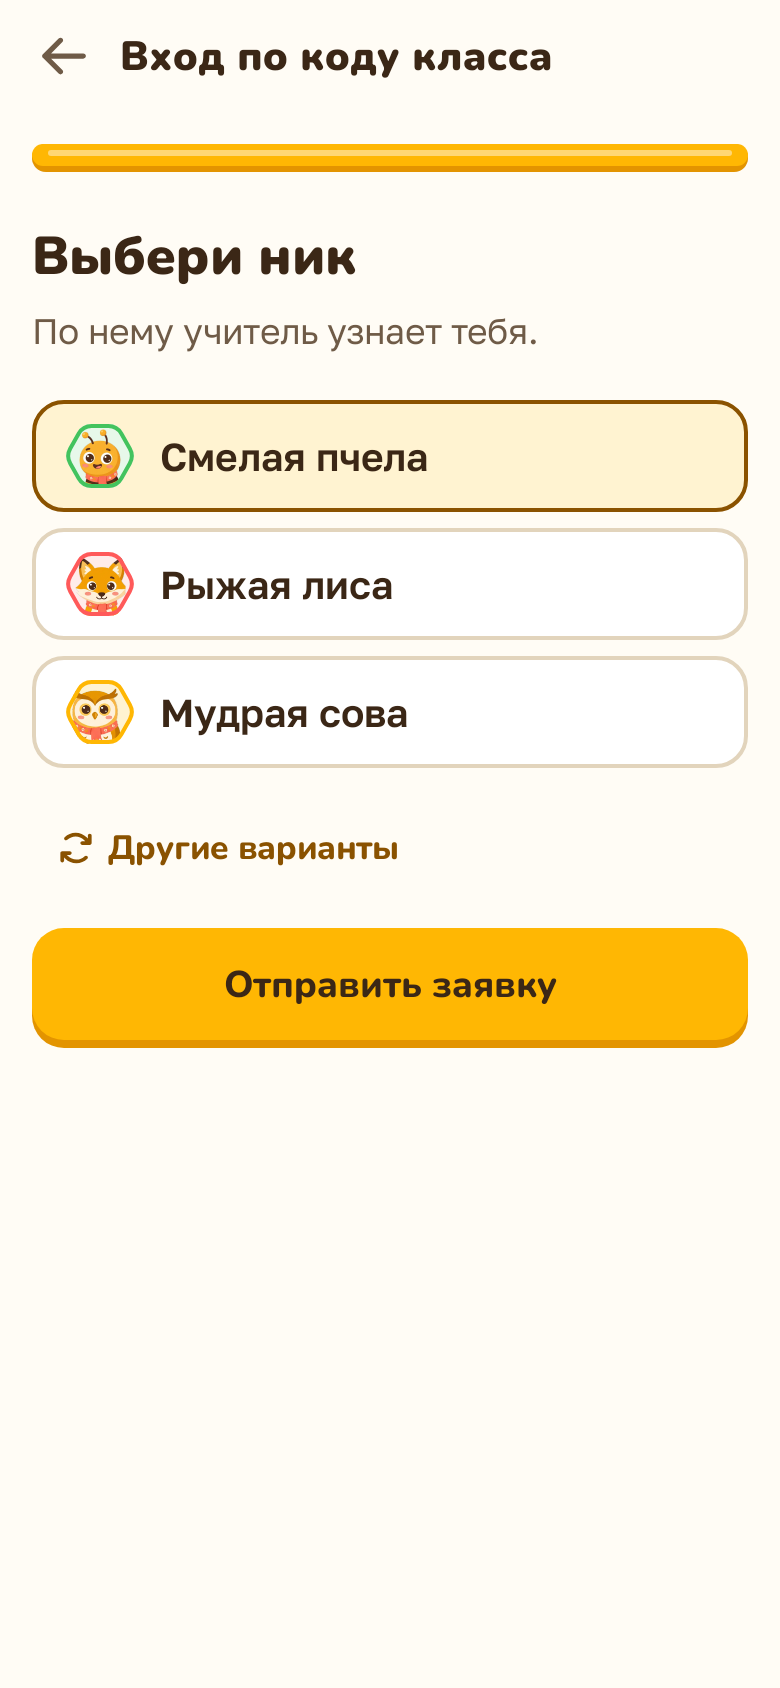 Вход по коду класса
Выбери ник
По нему учитель узнает тебя.
Смелая пчела
Рыжая лиса
Мудрая сова
Другие варианты
Отправить заявку